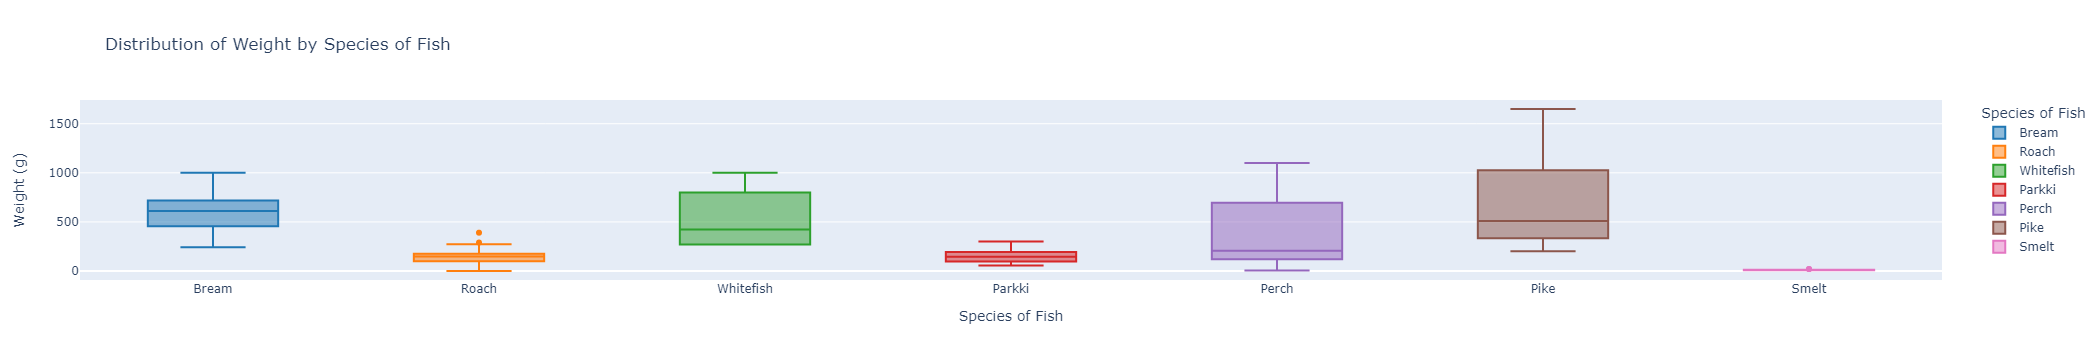 Distribution of Weight by Species of Fish
Species of Fish
Bream
Roach
Whitefish
Parkki
Perch
Pike
Smelt
Weight (g)
1500
1000
500
0
Bream Roach Whitefish Parkki Perch Pike Smelt
Species of Fish